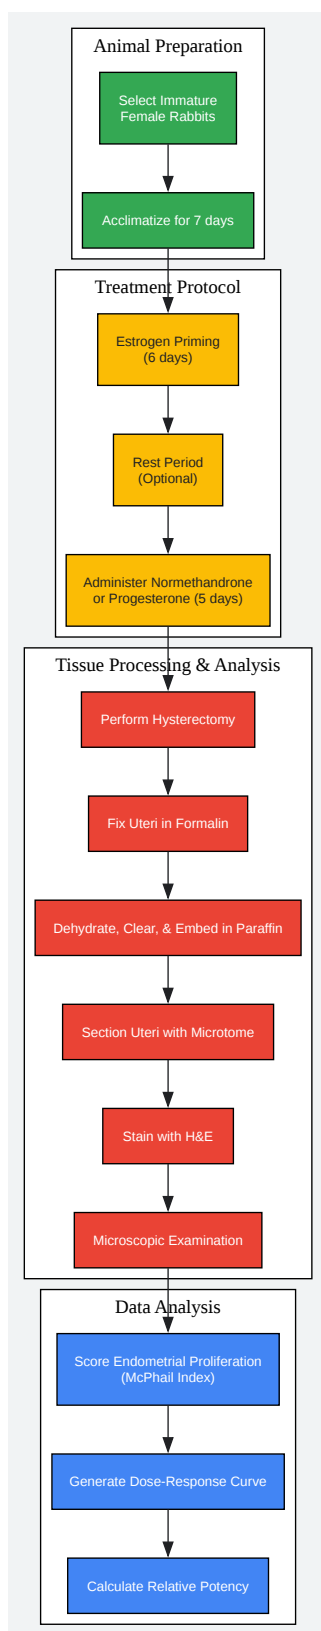 Animal Preparation
Select Immature
Female Rabbits
Acclimatize for 7 days
Treatment Protocol
Estrogen Priming
(6 days)
Rest Period
(Optional)
Administer Normethandrone
or Progesterone (5 days)
Tissue Processing & Analysis
Perform Hysterectomy
Fix Uteri in Formalin
Dehydrate, Clear, & Embed in Paraffin
Section Uteri with Microtome
Stain with H&E
Microscopic Examination
Data Analysis
Score Endometrial Proliferation
(McPhail Index)
Generate Dose-Response Curve
Calculate Relative Potency